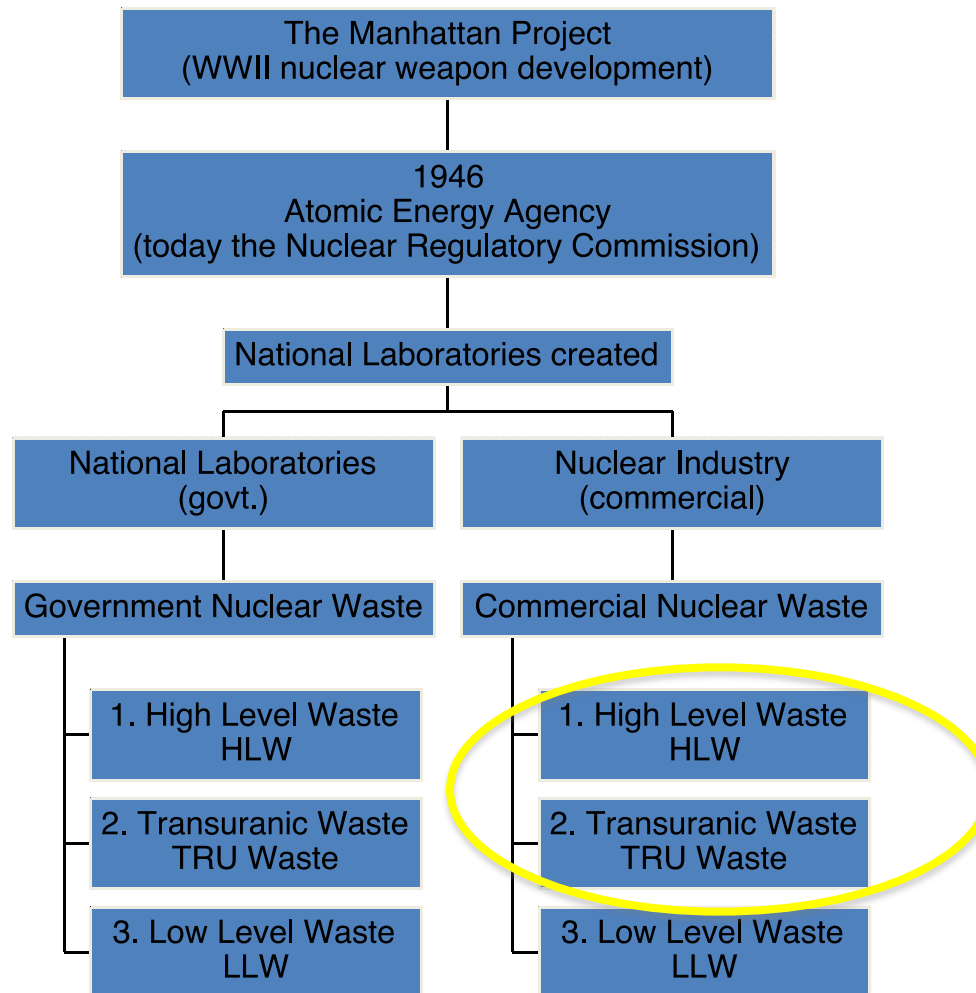 The Manhattan Project
(WWII nuclear weapon development)
1946
Atomic Energy Agency
(today the Nuclear Regulatory Commission)
National Laboratories created
National Laboratories
(govt.)
Nuclear Industry
(commercial)
Government Nuclear Waste
Commercial Nuclear Waste
1. High Level Waste
HLW
2. Transuranic Waste
TRU Waste
3. Low Level Waste
LLW
1. High Level Waste
HLW
2. Transuranic Waste
TRU Waste
3. Low Level Waste
LLW